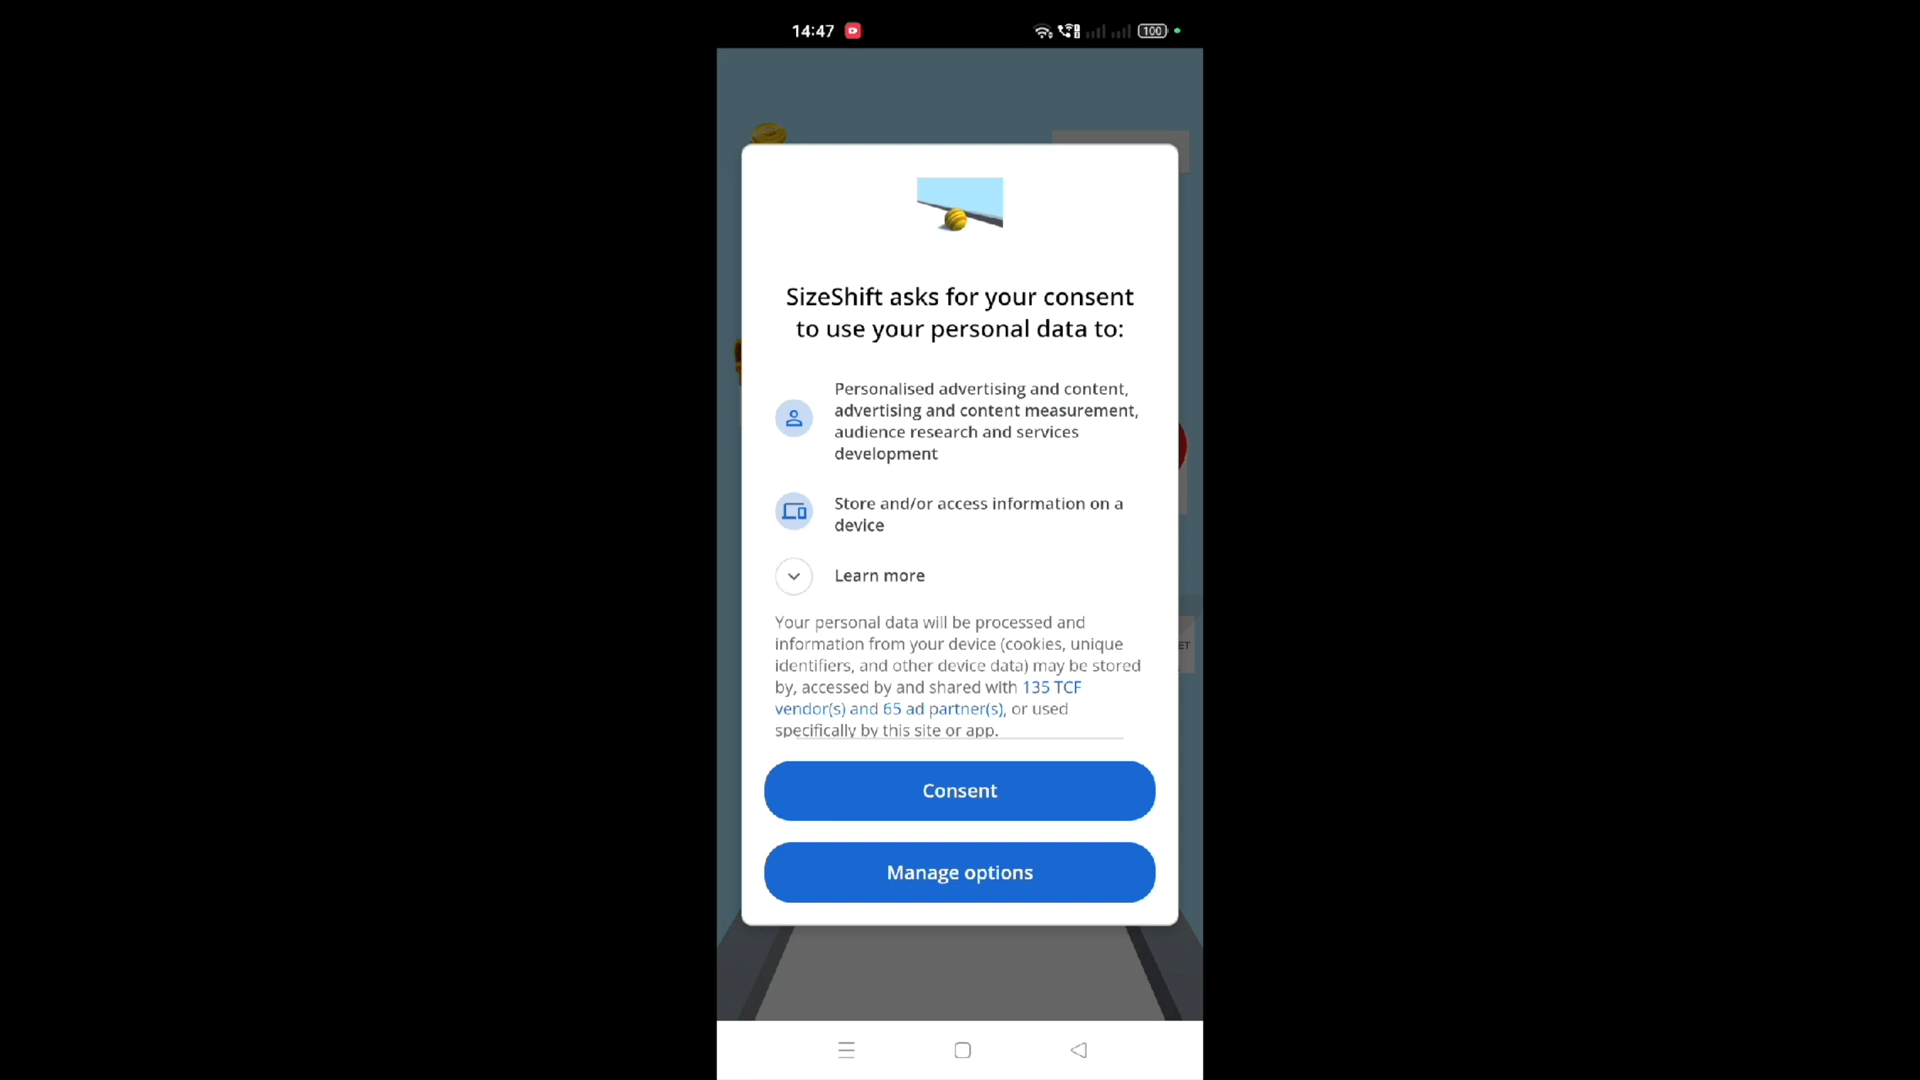 14:47
100
SizeShift asks for your consent
to use your personal data to:
Personalised advertising and content,
advertising and content measurement,
audience research and services
development
Store and/or access information on a
device
Learn more
Your personal data will be processed and
information from your device (cookies, unique
identifiers, and other device data) may be stored
by, accessed by and shared with 135 TCF
vendor(s) and 65 ad partner(s), or used
specifically by this site or app.
ET
Consent
Manage options